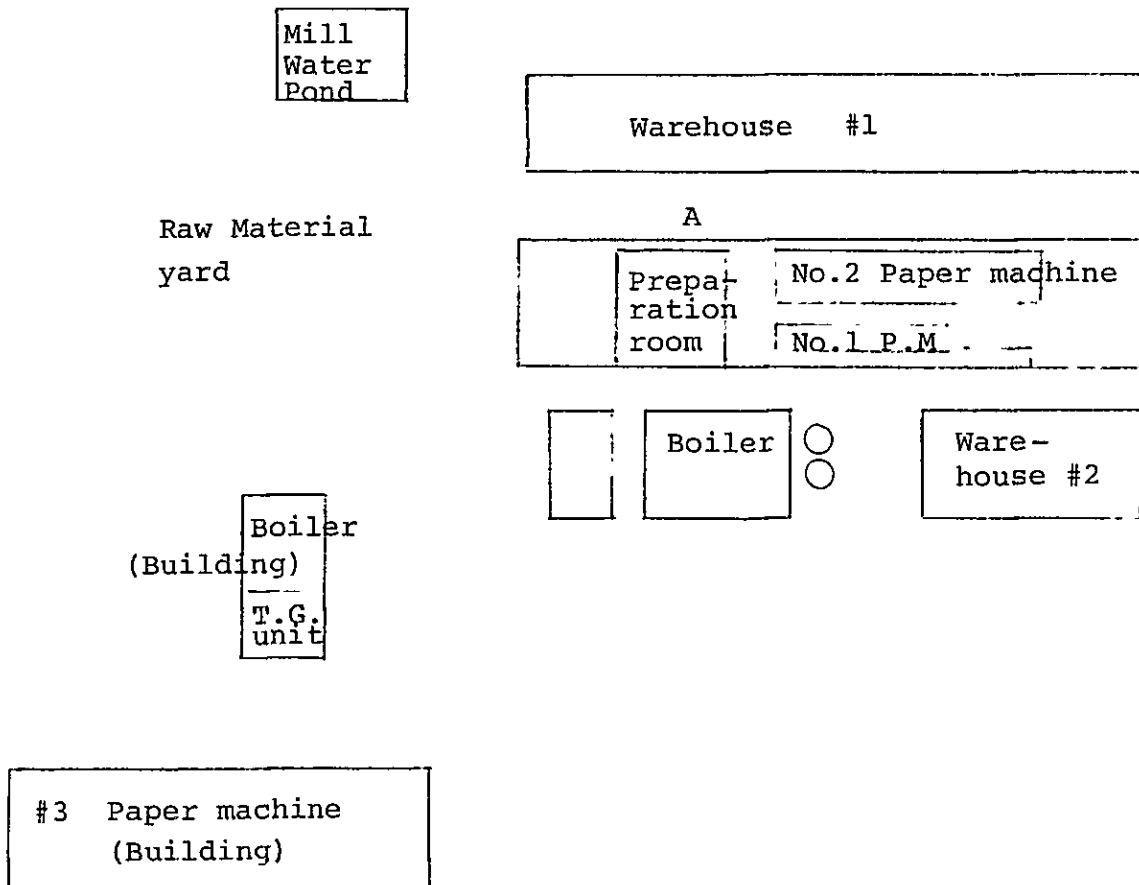 Mill
Water
Pond
Warehouse #1
Raw Material
yard
A
Prepa-
ration
room
No.2 Paper machine
No.1 P.M
Boiler
Ware-
house #2
Boiler
(Building)
T.G.
unit
#3 Paper machine
(Building)